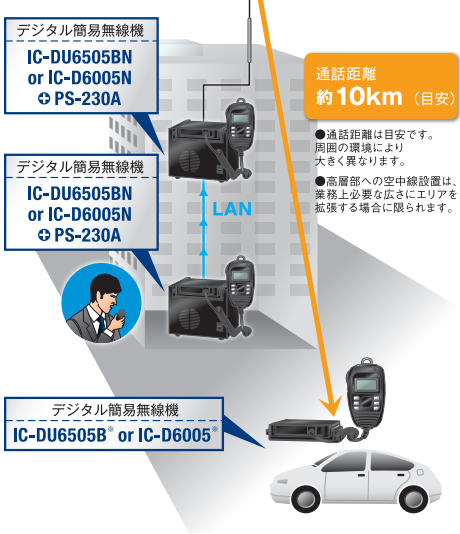 デジタル簡易無線機
IC-DU6505BN
or IC-D6005N
✚ PS-230A
通話距離
約10km（目安）
●通話距離は目安です。
周囲の環境により
大きく異なります。
●高層部への空中線設置は、
業務上必要な広さにエリアを
拡張する場合に限られます。
デジタル簡易無線機
IC-DU6505BN
or IC-D6005N
✚ PS-230A
LAN
デジタル簡易無線機
IC-DU6505B※ or IC-D6005※